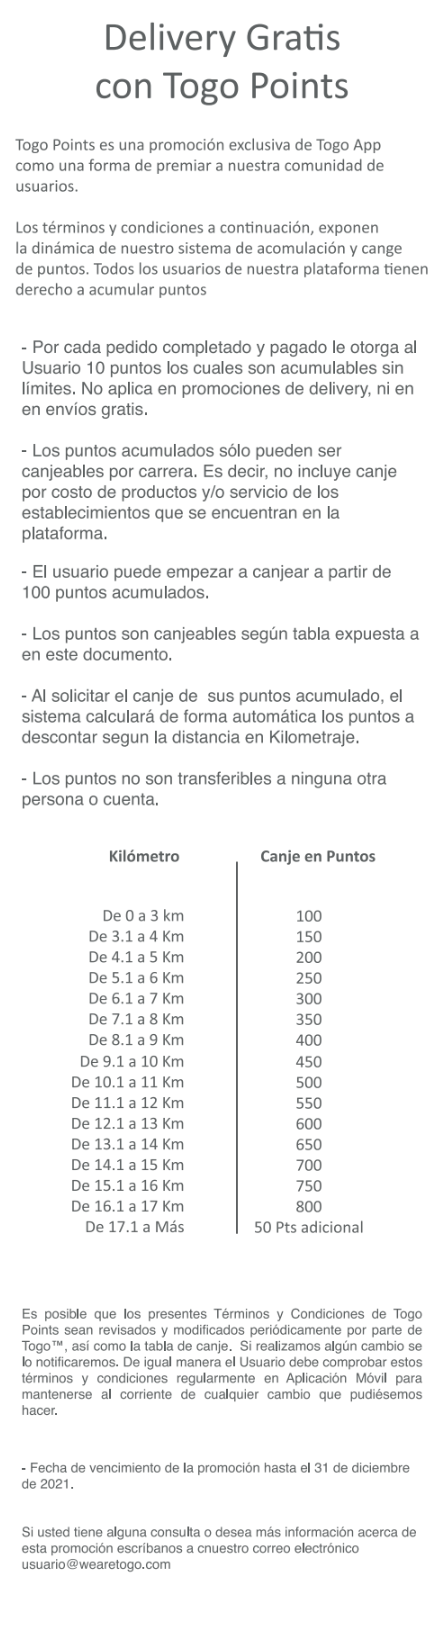 Delivery Gratis
con Togo Points
Togo Points es una promoción exclusiva de Togo App
como una forma de premiar a nuestra comunidad de
usuarios.
Los términos y condiciones a continuación, exponen
la dinámica de nuestro sistema de acomulación y cange
de puntos. Todos los usuarios de nuestra plataforma tienen
derecho a acumular puntos
- Por cada pedido completado y pagado le otorga al
Usuario 10 puntos los cuales son acumulables sin
límites. No aplica en promociones de delivery, ni en
en envíos gratis.
- Los puntos acumulados sólo pueden ser
canjeables por carrera. Es decir, no incluye canje
por costo de productos y/o servicio de los
establecimientos que se encuentran en la
plataforma.
- El usuario puede empezar a canjear a partir de
100 puntos acumulados.
- Los puntos son canjeables según tabla expuesta a
en este documento.
- Al solicitar el canje de  sus puntos acumulado, el
sistema calculará de forma automática los puntos a
descontar segun la distancia en Kilometraje.
- Los puntos no son transferibles a ninguna otra
persona o cuenta.
Kilómetro Canje en Puntos
De 0 a 3 km 100
De 3.1 a 4 Km 150
De 4.1 a 5 Km 200
De 5.1 a 6 Km 250
De 6.1 a 7 Km 300
De 7.1 a 8 Km 350
De 8.1 a 9 Km 400
De 9.1 a 10 Km 450
De 10.1 a 11 Km 500
De 11.1 a 12 Km 550
De 12.1 a 13 Km 600
De 13.1 a 14 Km 650
De 14.1 a 15 Km 700
De 15.1 a 16 Km 750
De 16.1 a 17 Km 800
De 17.1 a Más 50 Pts adicional
Es posible que los presentes Términos y Condiciones de Togo
Points sean revisados y modificados periódicamente por parte de
Togo™, así como la tabla de canje.  Si realizamos algún cambio se
lo notificaremos. De igual manera el Usuario debe comprobar estos
términos y condiciones regularmente en Aplicación Móvil para
mantenerse al corriente de cualquier cambio que pudiésemos
hacer.
- Fecha de vencimiento de la promoción hasta el 31 de diciembre
de 2021.
Si usted tiene alguna consulta o desea más información acerca de
esta promoción escríbanos a cnuestro correo electrónico
usuario@wearetogo.com